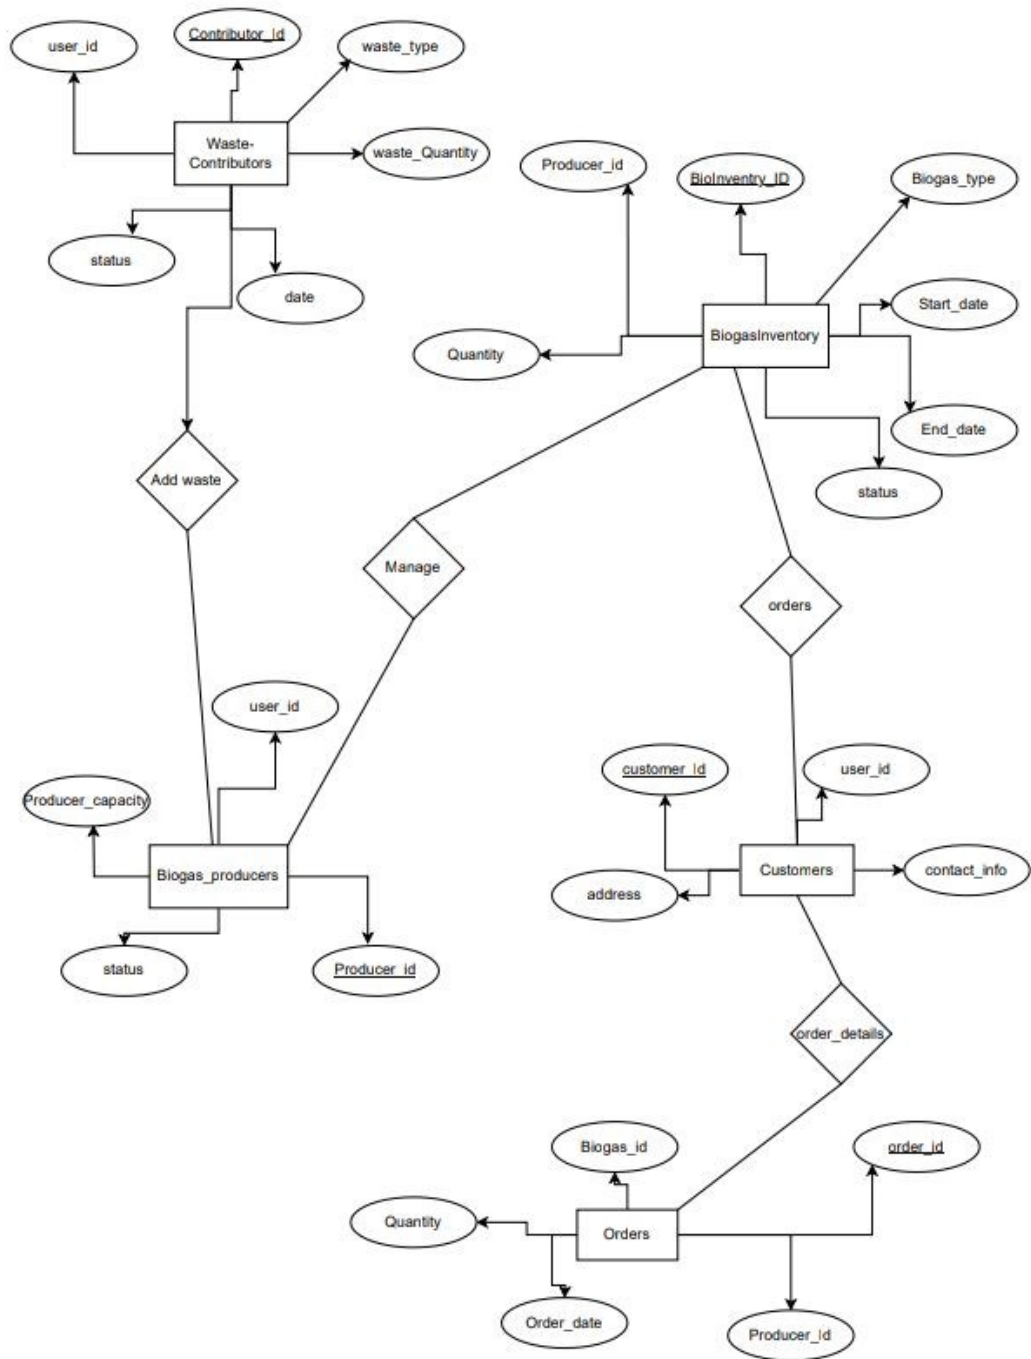 user_id
Contributor_Id
waste_type
Waste-
Contributors
waste_Quantity
status
date
Producer_id
BioInventry_ID
Biogas_type
Start_date
BiogasInventory
Quantity
End_date
status
Add waste
Manage
orders
user_id
Producer_capacity
Biogas_producers
status
Producer_id
customer_Id
user_id
Customers
contact_info
address
order_details
Biogas_id
order_id
Quantity
Orders
Order_date
Producer_Id